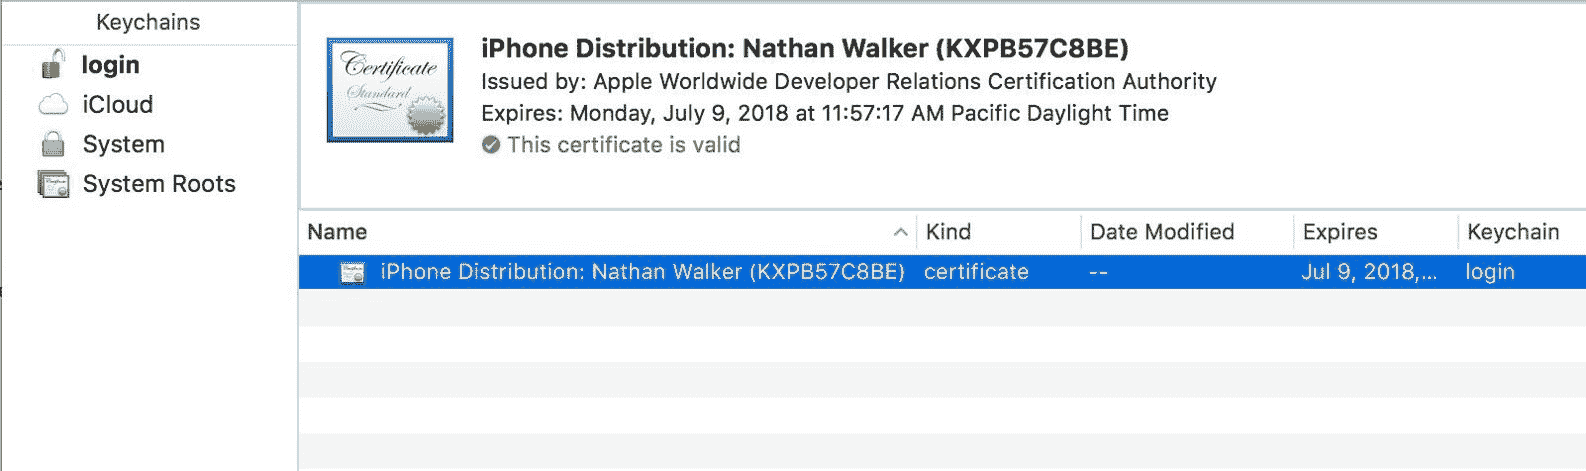 Keychains
login
iCloud
System
System Roots
Certificate
Standard
iPhone Distribution: Nathan Walker (KXPB57C8BE)
Issued by: Apple Worldwide Developer Relations Certification Authority
Expires: Monday, July 9, 2018 at 11:57:17 AM Pacific Daylight Time
This certificate is valid
Name Kind Date Modified Expires Keychain
iPhone Distribution: Nathan Walker (KXPB57C8BE) certificate -- Jul 9, 2018,... login